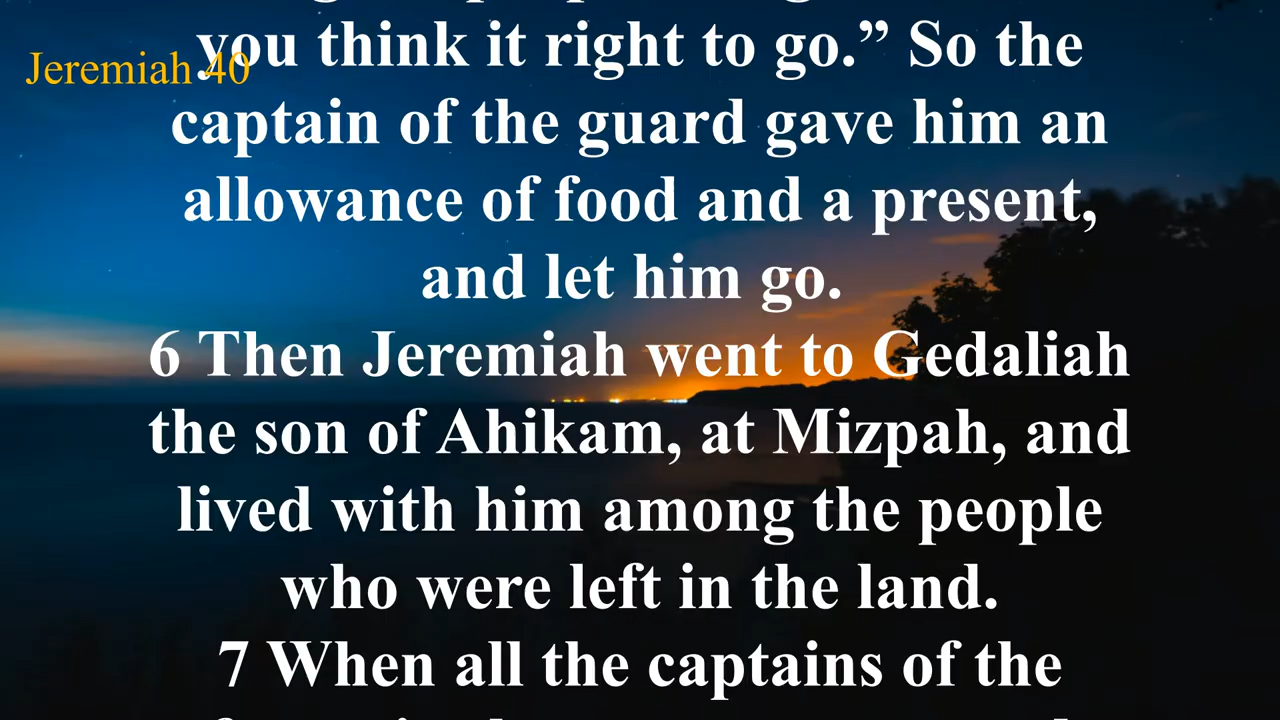 you think it right to go.” So the
Jeremiah 40
captain of the guard gave him an
allowance of food and a present,
and let him go.
6 Then Jeremiah went to Gedaliah
the son of Ahikam, at Mizpah, and
lived with him among the people
who were left in the land.
7 When all the captains of the